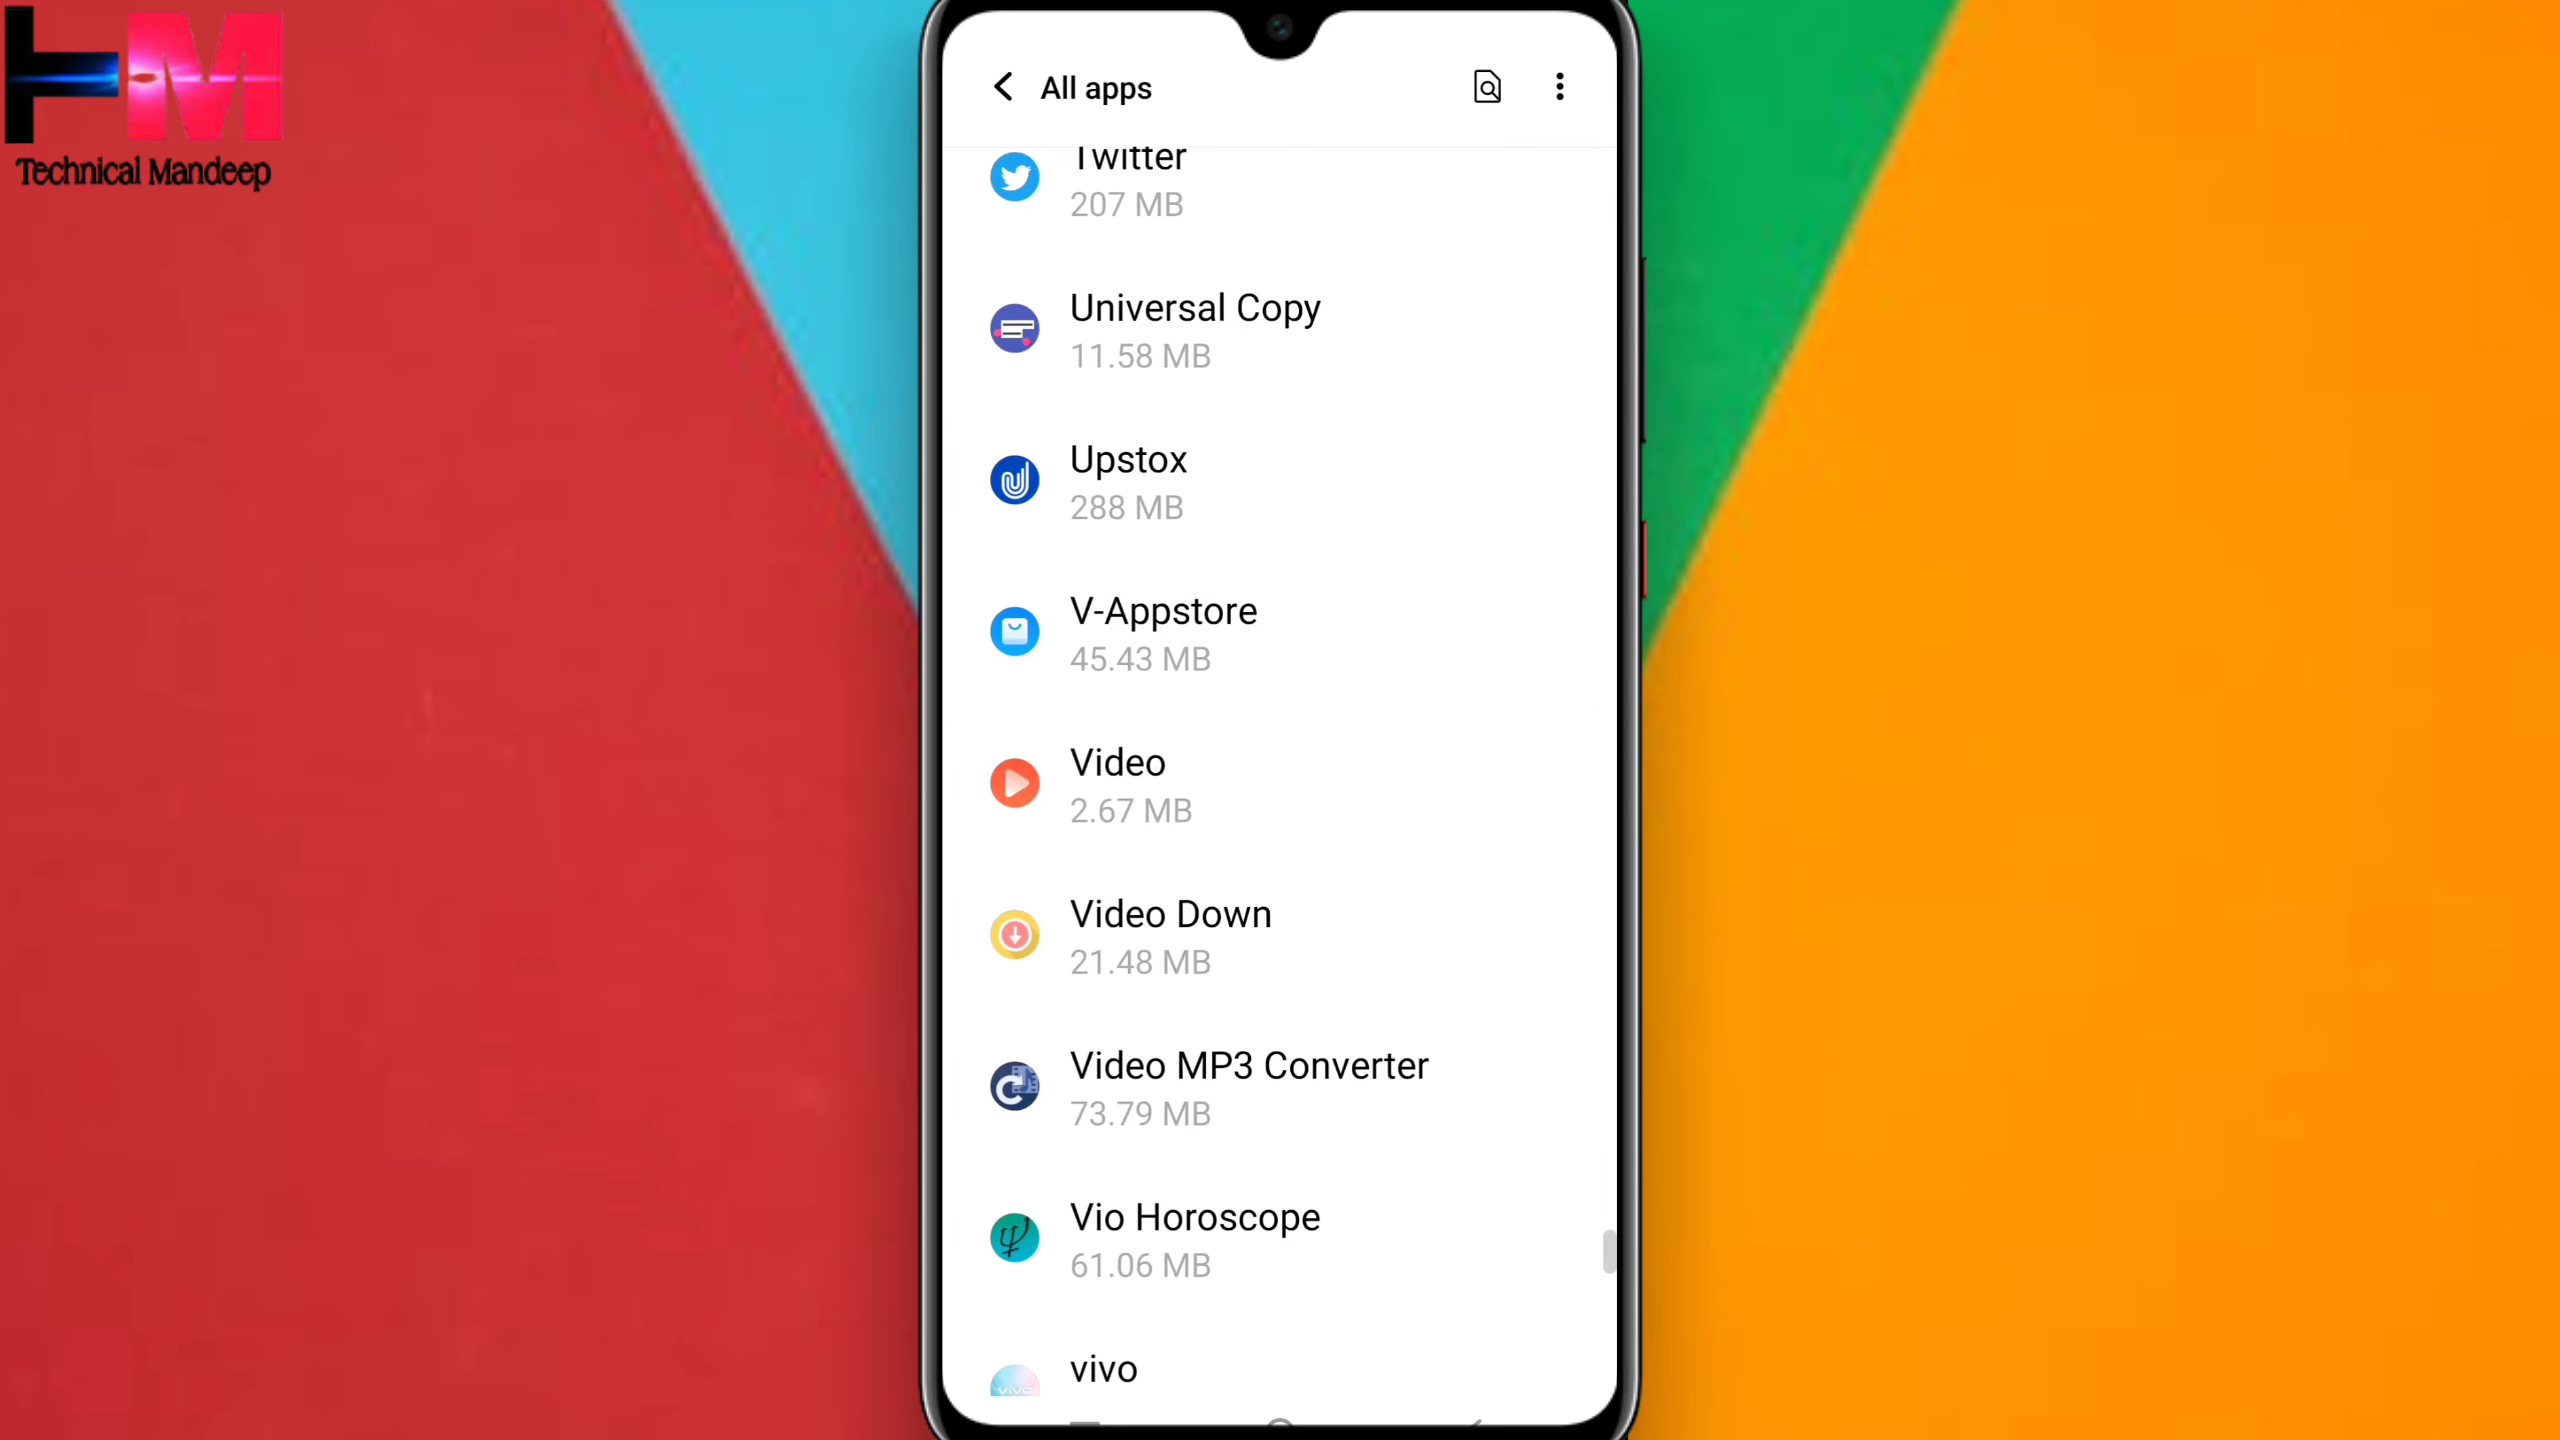 Technical Mandeep
All apps
Twitter
207 MB
Universal Copy
11.58 MB
Upstox
288 MB
V-Appstore
45.43 MB
Video
2.67 MB
Video Down
21.48 MB
Video MP3 Converter
73.79 MB
Vio Horoscope
61.06 MB
vivo
vivo